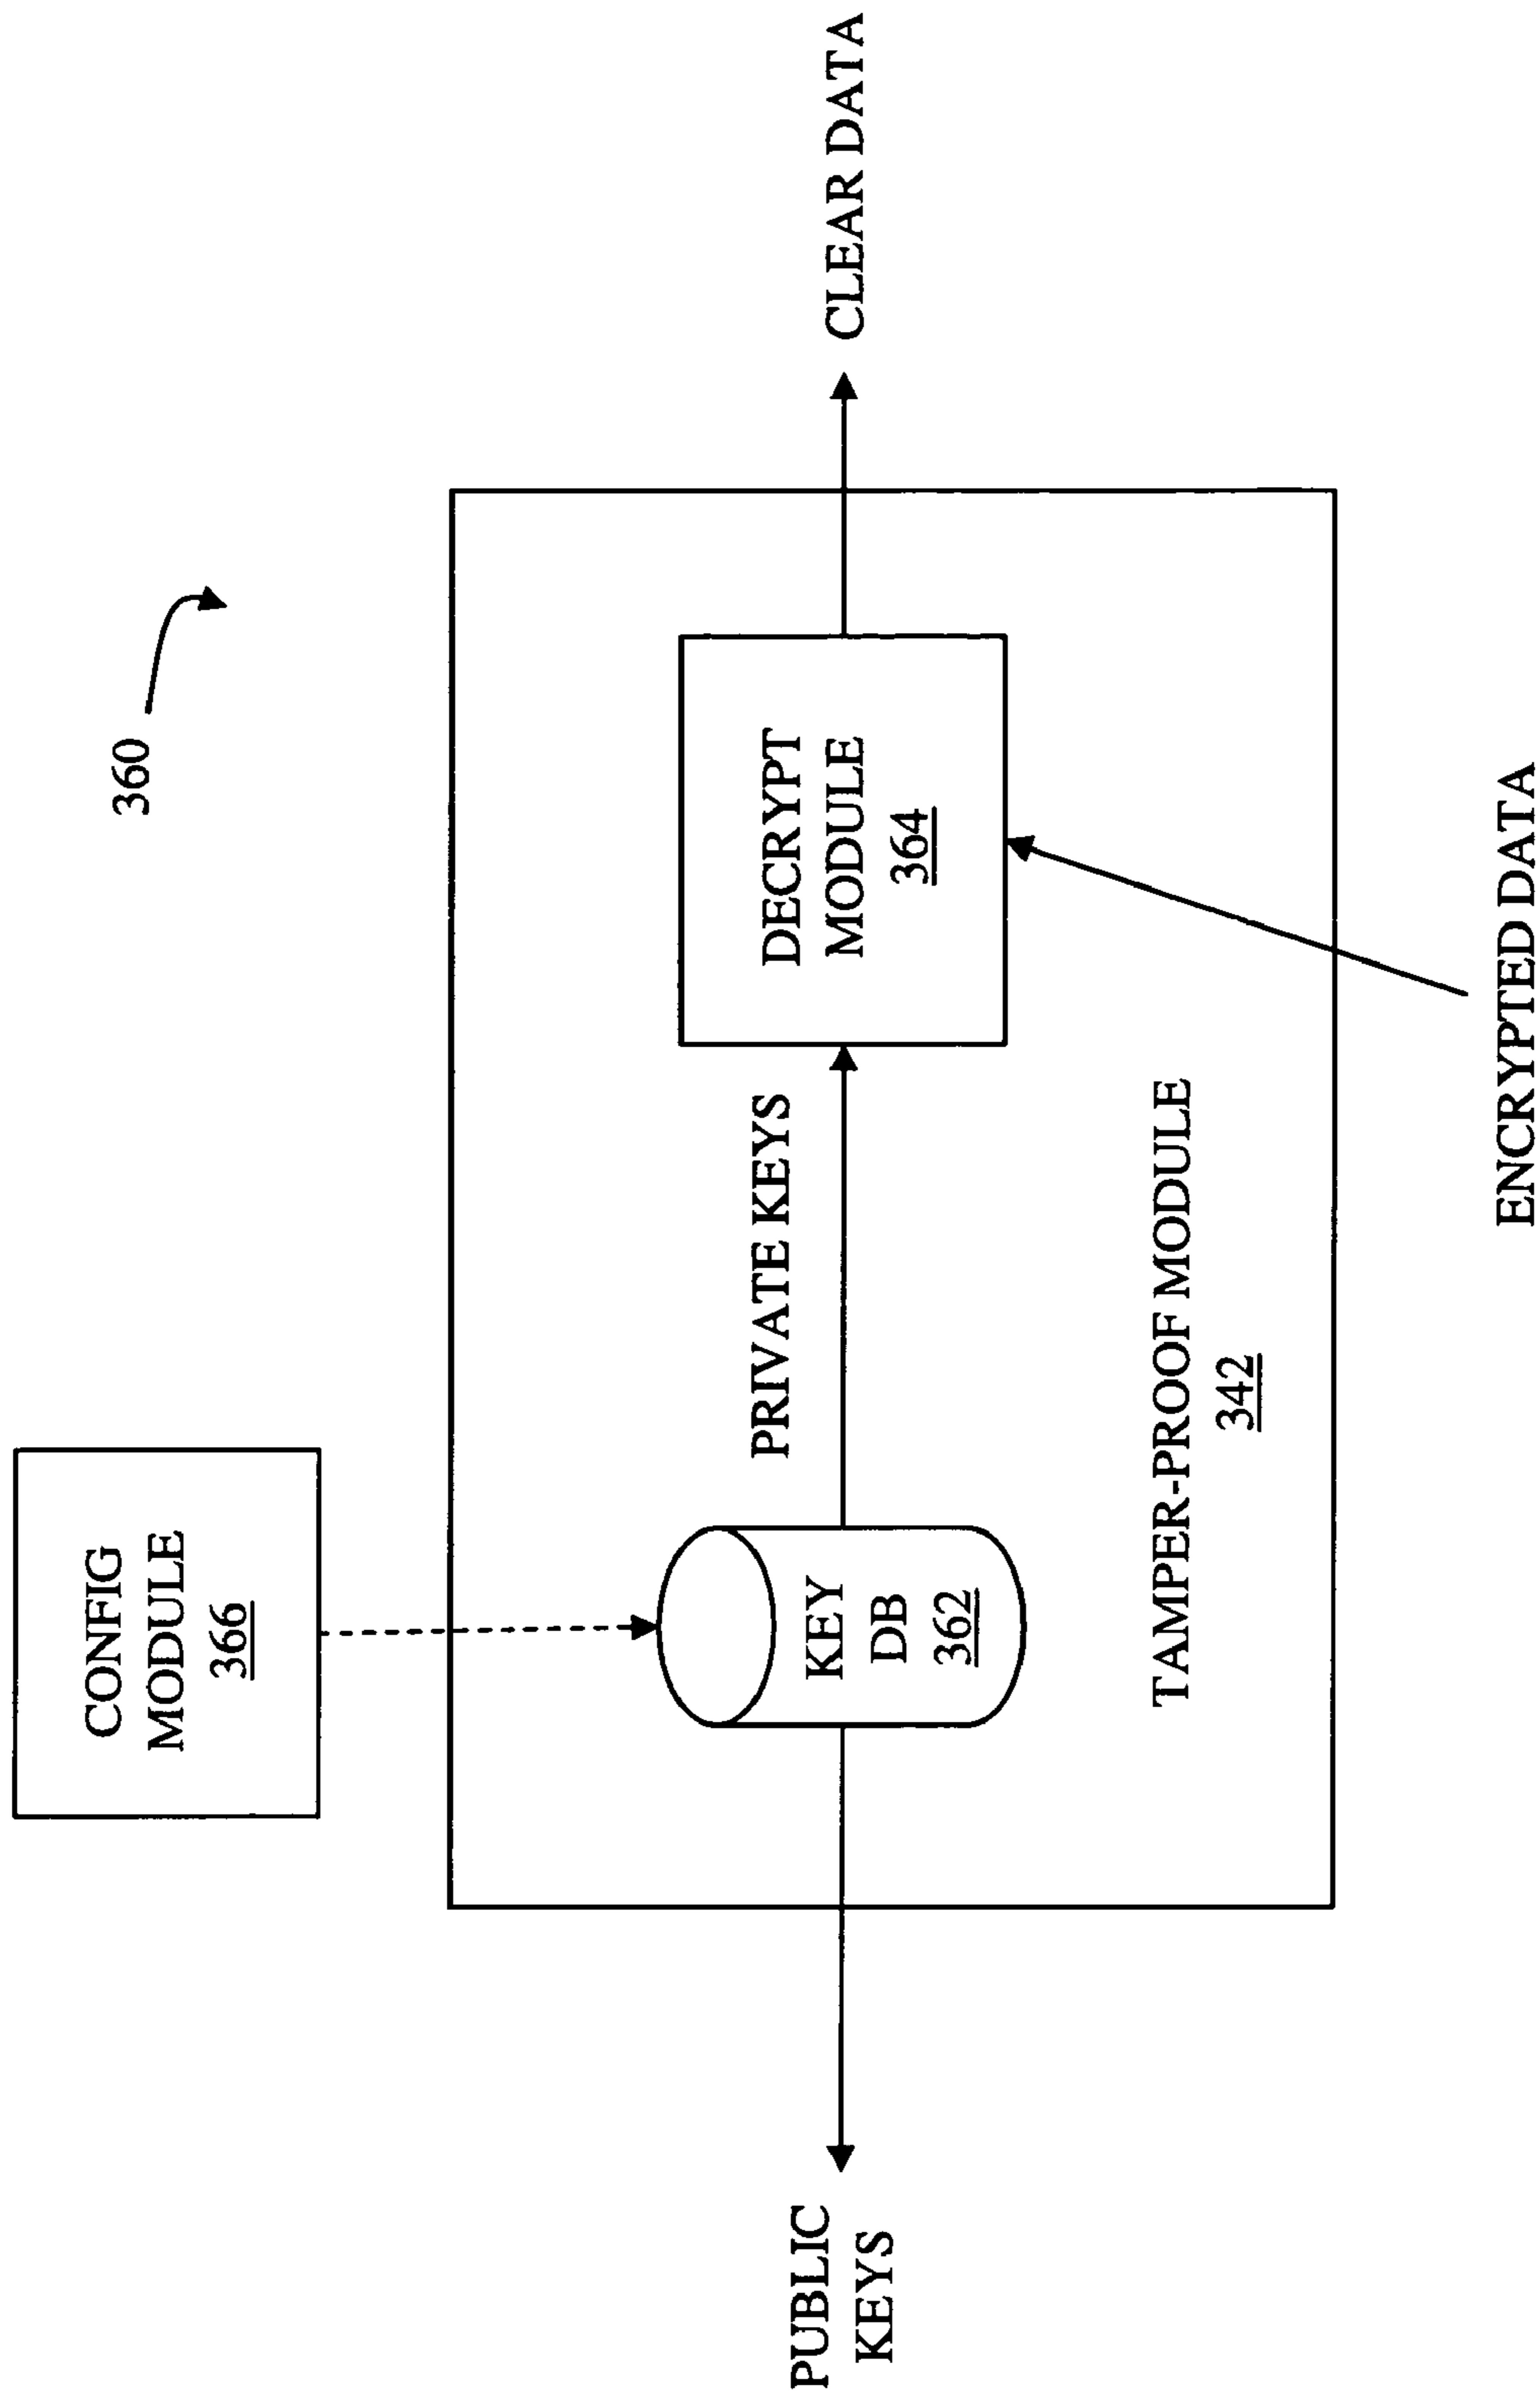 360
CONFIG
MODULE
366
PUBLIC
KEYS
KEY
DB
362
PRIVATE KEYS
DECRYPT
MODULE
364
CLEAR DATA
TAMPER-PROOF MODULE
342
ENCRYPTED DATA